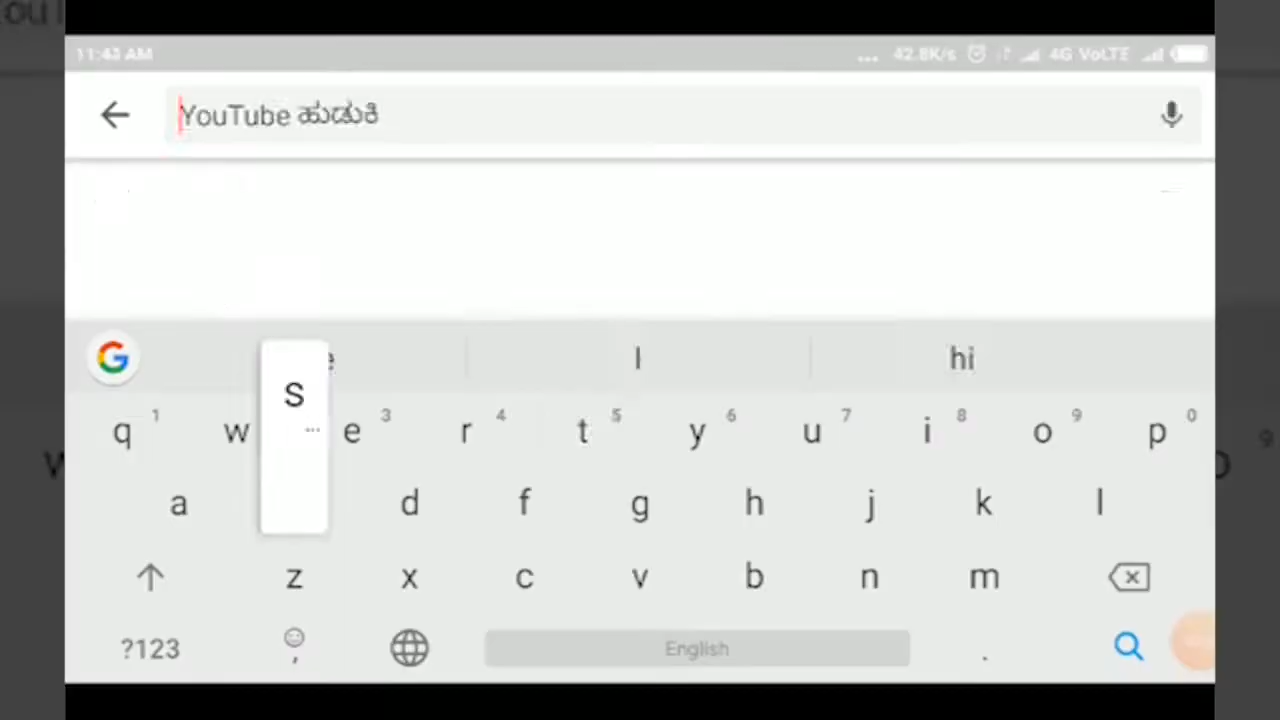 11:43 AM ... 42.8K/s 4G VoLTE
YouTube ಹುಡುಕಿ
I hi
q 1 w e 3 r 4 t 5 y 6 u 7 i 8 o 9 p 0
S ...
a d f g h j k l
z x c v b n m
?123 , English .